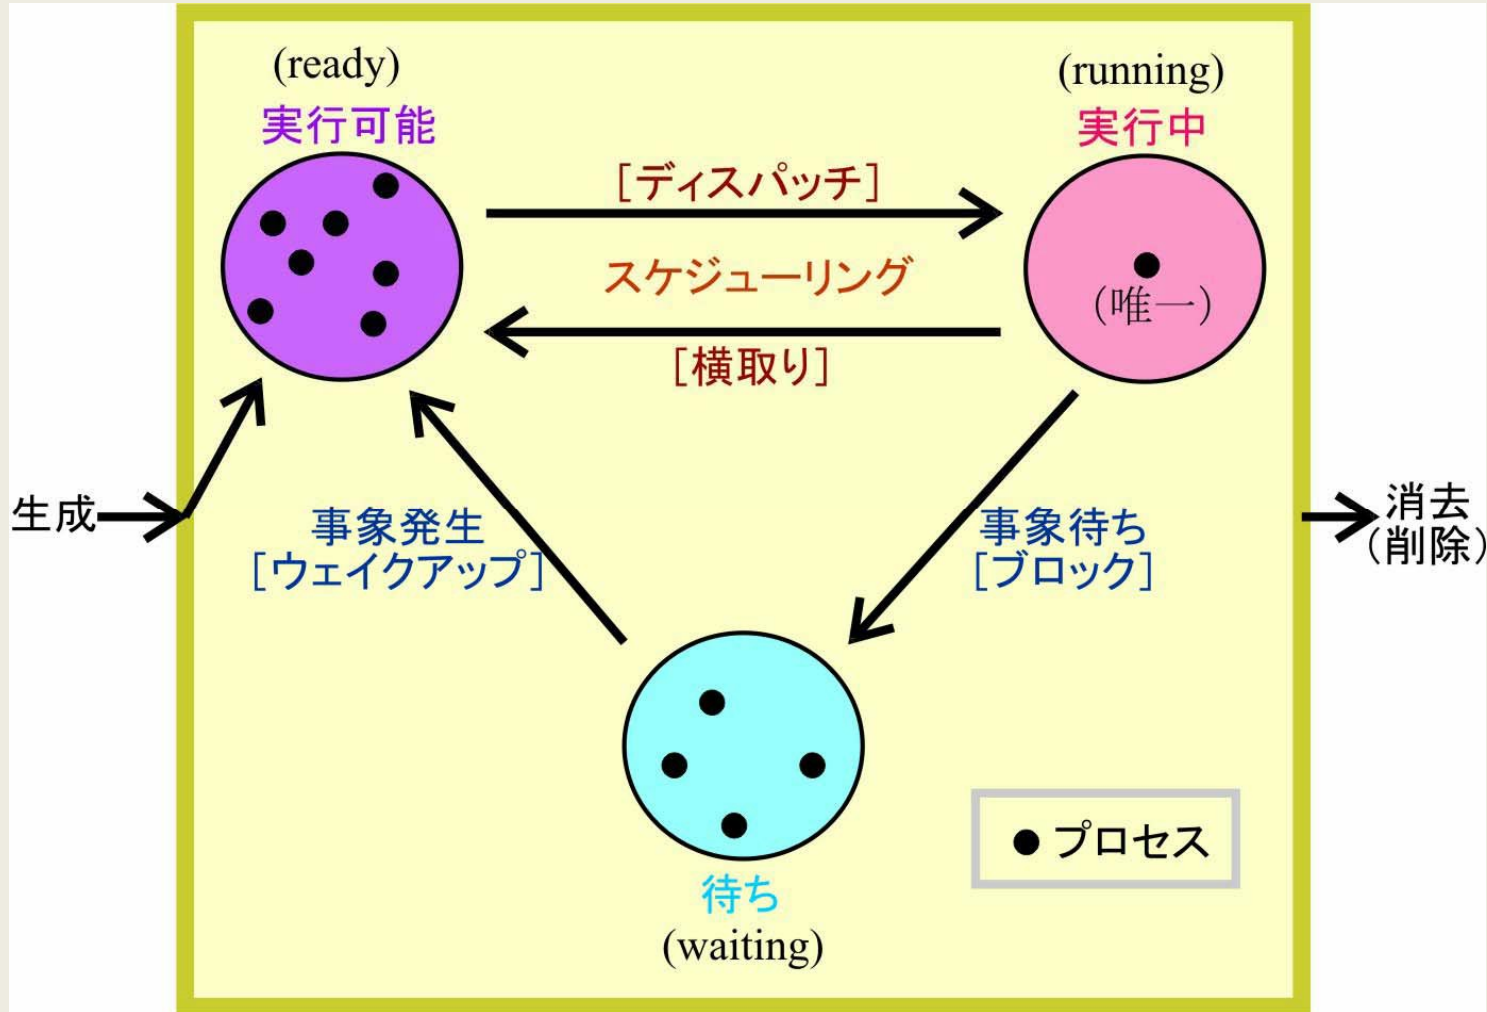 (ready)
実行可能
(running)
実行中
[ディスパッチ]
スケジューリング
[横取り]
(唯一)
生成
事象発生
[ウェイクアップ]
事象待ち
[ブロック]
消去
(削除)
●プロセス
待ち
(waiting)